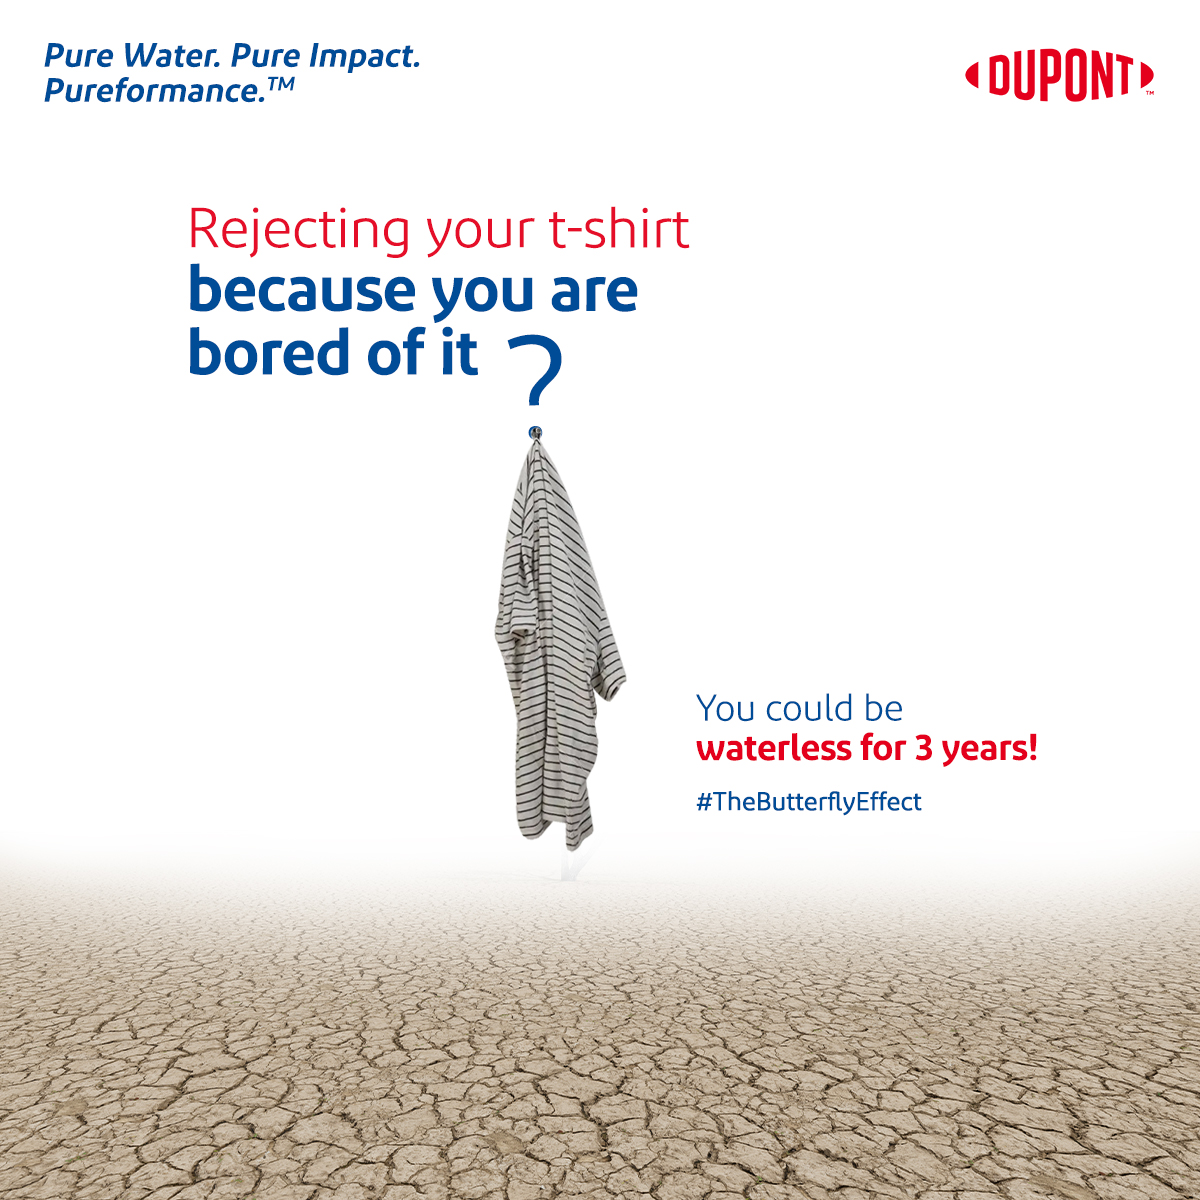 Pure Water. Pure Impact.
Pureformance.™
DUPONT™
Rejecting your t-shirt
because you are
bored of it ?
You could be
waterless for 3 years!
#TheButterflyEffect